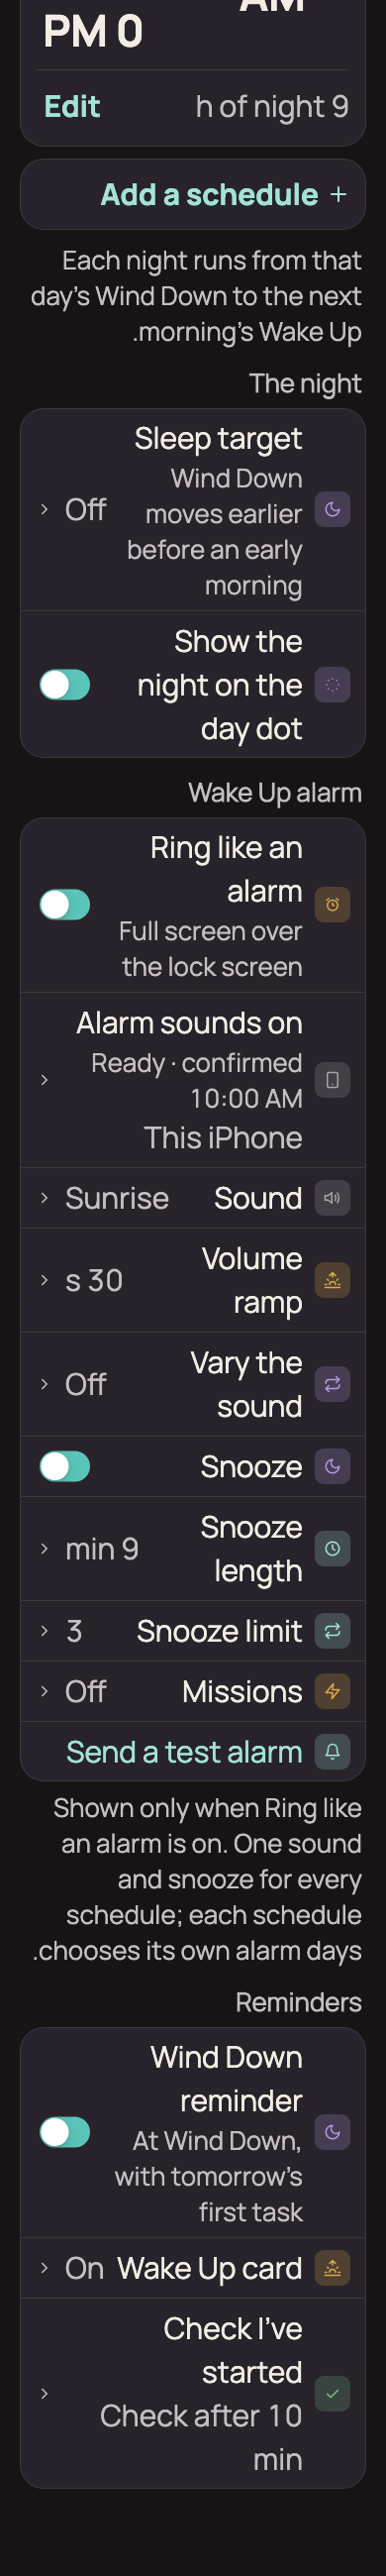 AM
PM 0
Edit
h of night 9
Add a schedule +
Each night runs from that
day's Wind Down to the next
.morning's Wake Up
The night
Sleep target
Wind Down
moves earlier
before an early
morning
Off
Show the
night on the
day dot
Wake Up alarm
Ring like an
alarm
Full screen over
the lock screen
Alarm sounds on
Ready · confirmed
10:00 AM
This iPhone
Sound
Sunrise
Volume
ramp
s 30
Vary the
sound
Off
Snooze
Snooze
length
min 9
Snooze limit
3
Missions
Off
Send a test alarm
Shown only when Ring like
an alarm is on. One sound
and snooze for every
schedule; each schedule
.chooses its own alarm days
Reminders
Wind Down
reminder
At Wind Down,
with tomorrow's
first task
Wake Up card
On
Check I've
started
Check after 10
min